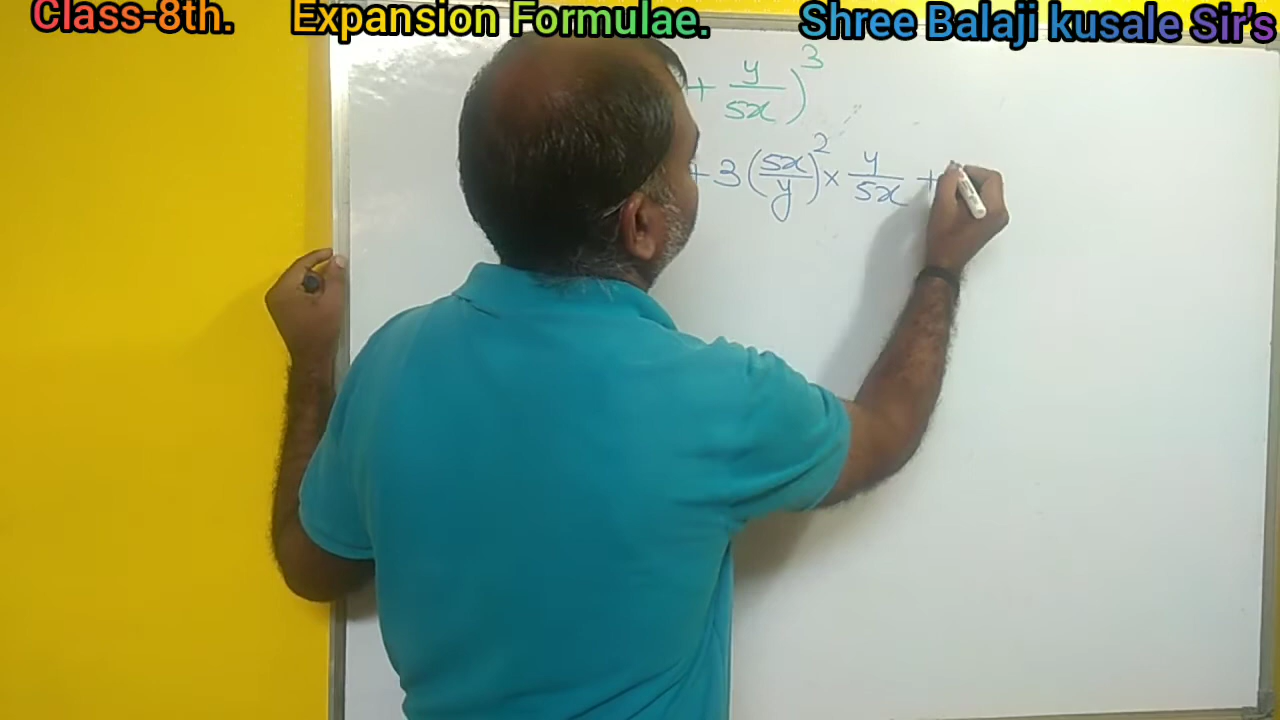 Class-8th. Expansion Formulae. Shree Balaji kusale Sir's
+ y/5x)³
+ 3(5x/y)² × y/5x +